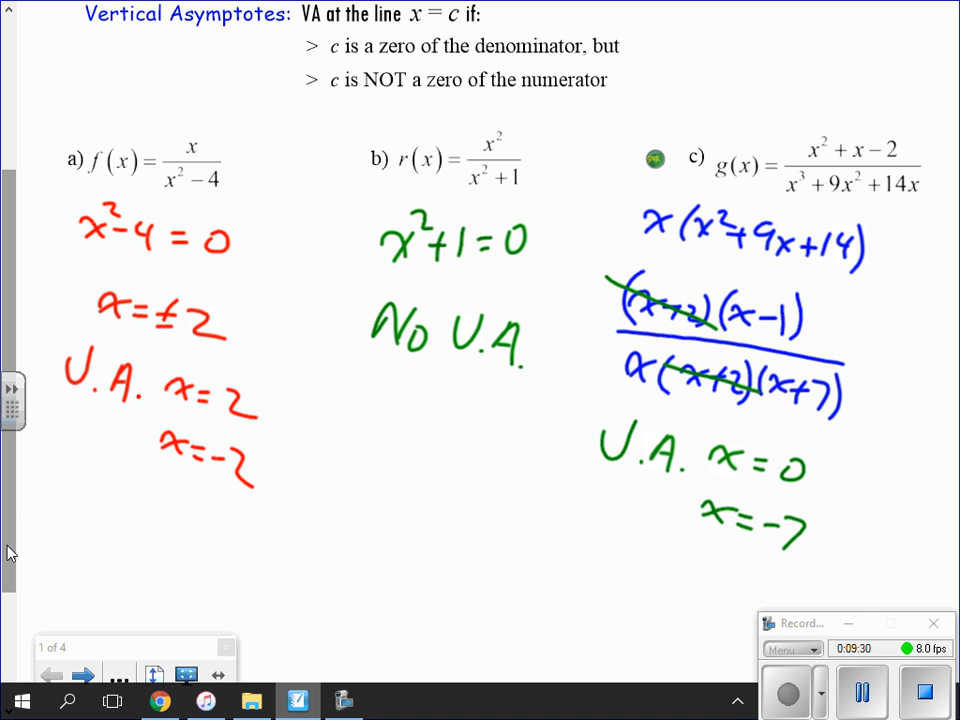 Vertical Asymptotes: VA at the line x = c if:
> c is a zero of the denominator, but
> c is NOT a zero of the numerator
a) f(x) = x / (x² − 4)
b) r(x) = x² / (x² + 1)
c) g(x) = (x² + x − 2) / (x³ + 9x² + 14x)
x² − 4 = 0
x = ± 2
V.A. x = 2
x = −2
x² + 1 = 0
No V.A.
x(x² + 9x + 14)
(x+2)(x−1)
x(x+2)(x+7)
V.A. x = 0
x = −7
1 of 4
...
Record...
Menu
0:09:30
8.0 fps